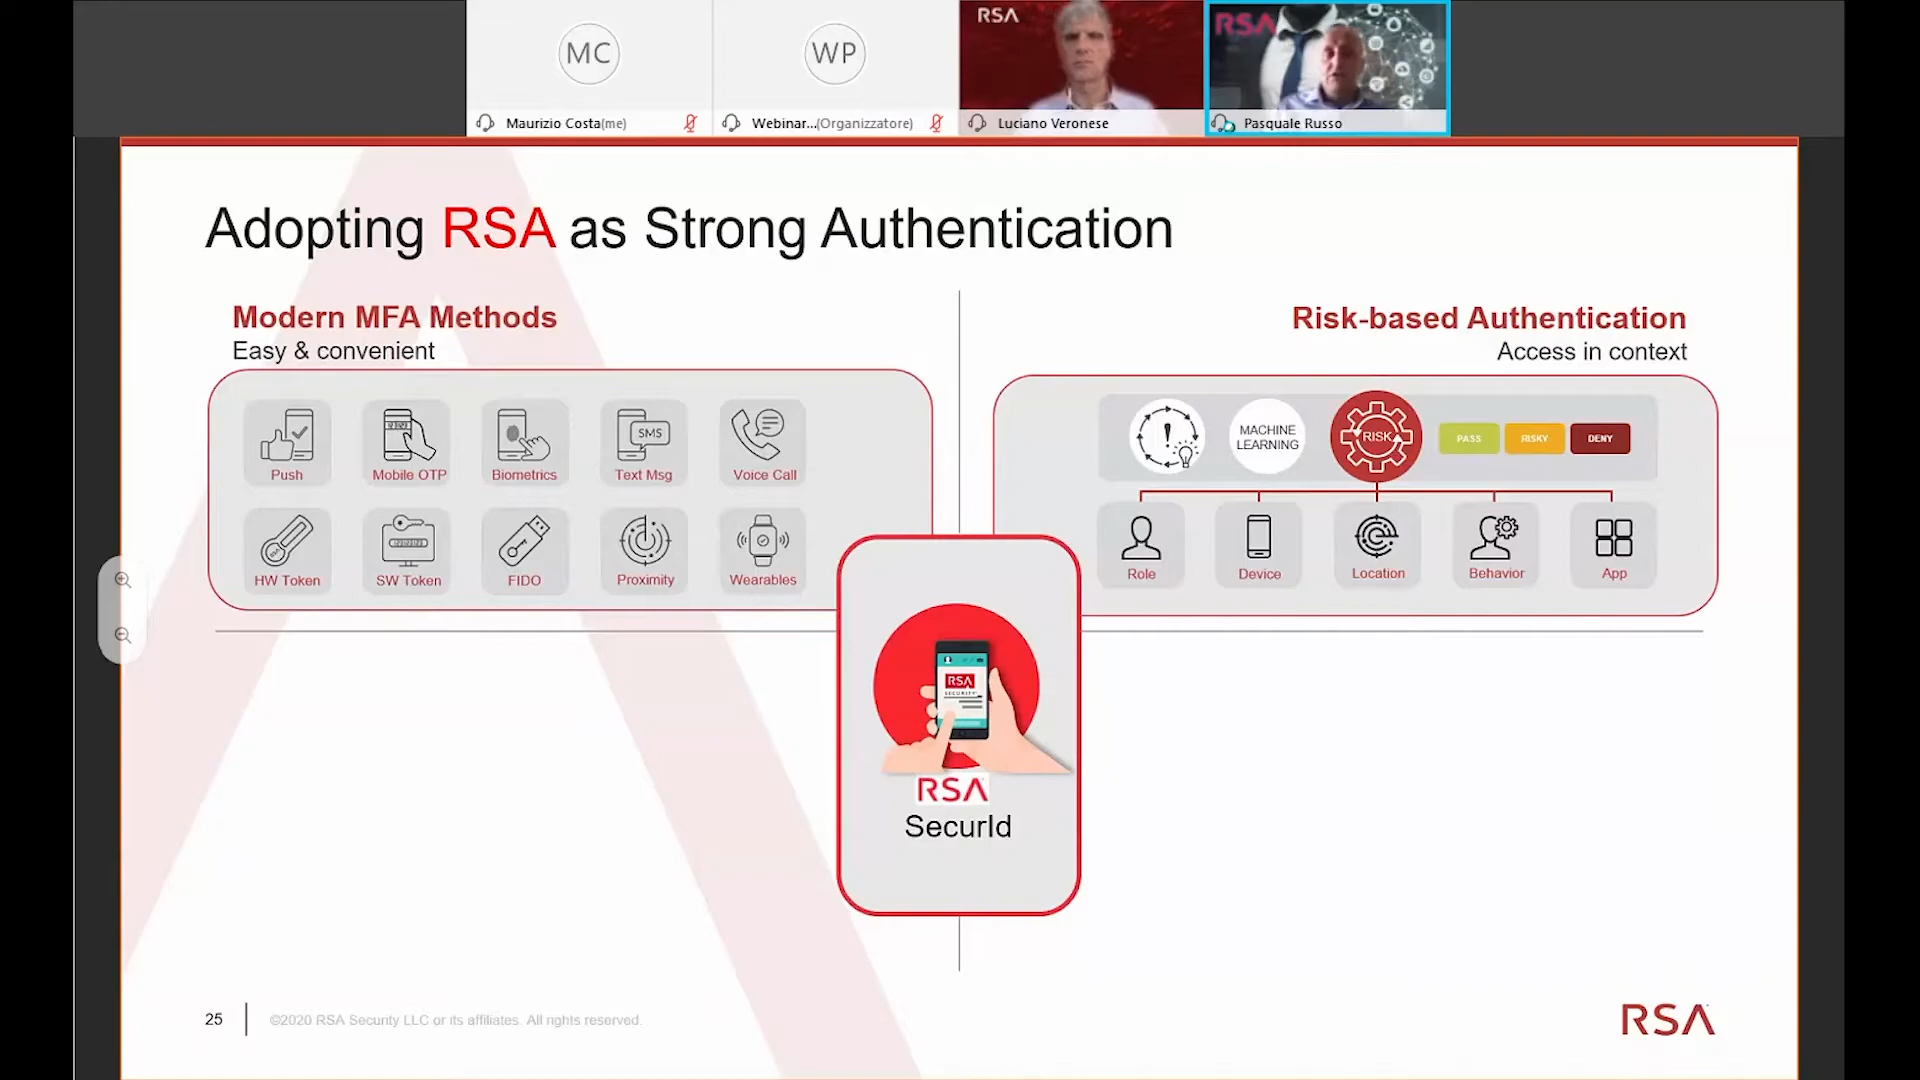 MC
WP
RSA
RSA
Maurizio Costa(me)
Webinar...(Organizzatore)
Luciano Veronese
Pasquale Russo
Adopting RSA as Strong Authentication
Modern MFA Methods
Easy & convenient
Risk-based Authentication
Access in context
SMS
Push
Mobile OTP
Biometrics
Text Msg
Voice Call
HW Token
SW Token
FIDO
Proximity
Wearables
MACHINE
LEARNING
RISK
PASS
RISKY
DENY
Role
Device
Location
Behavior
App
RSA
SECURITY
RSA
SecurId
25
©2020 RSA Security LLC or its affiliates. All rights reserved.
RSA